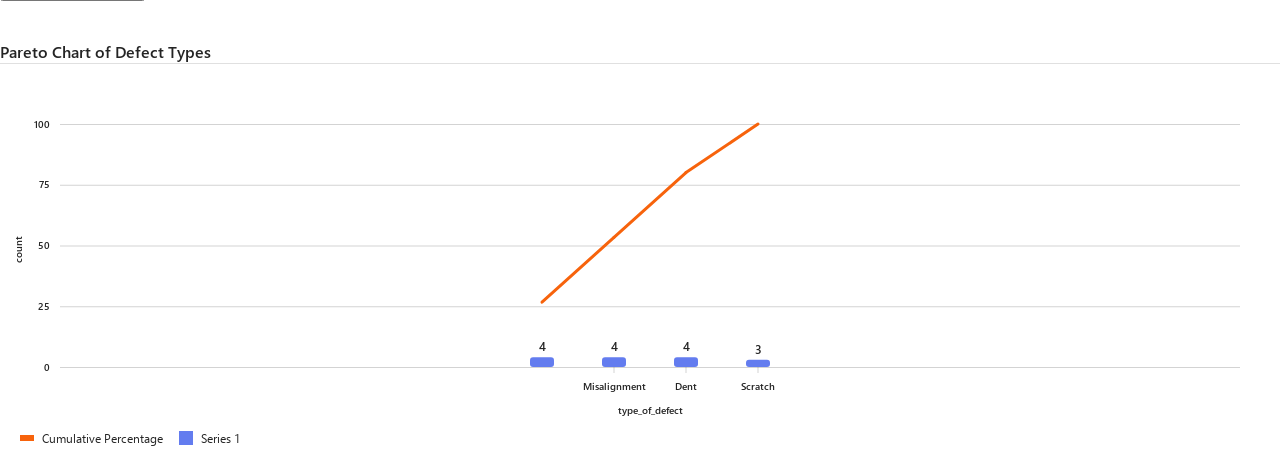 Pareto Chart of Defect Types
100
75
50
25
0
count
4 4 4 3
Misalignment Dent Scratch
type_of_defect
Cumulative Percentage Series 1